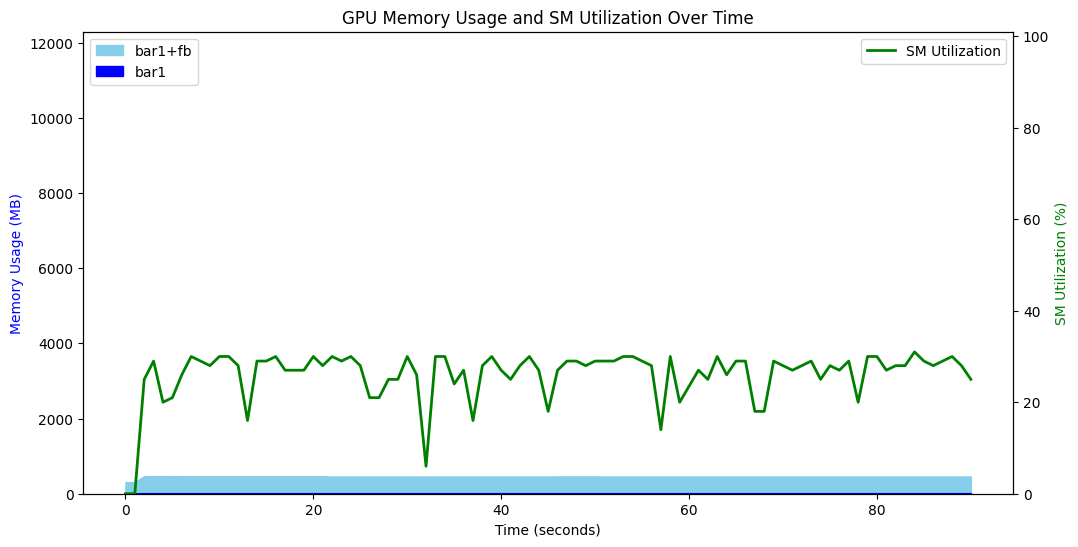 GPU Memory Usage and SM Utilization Over Time
bar1+fb
bar1
SM Utilization
Memory Usage (MB)
12000
10000
8000
6000
4000
2000
0
100
80
60
40
20
0
SM Utilization (%)
0
20
40
60
80
Time (seconds)